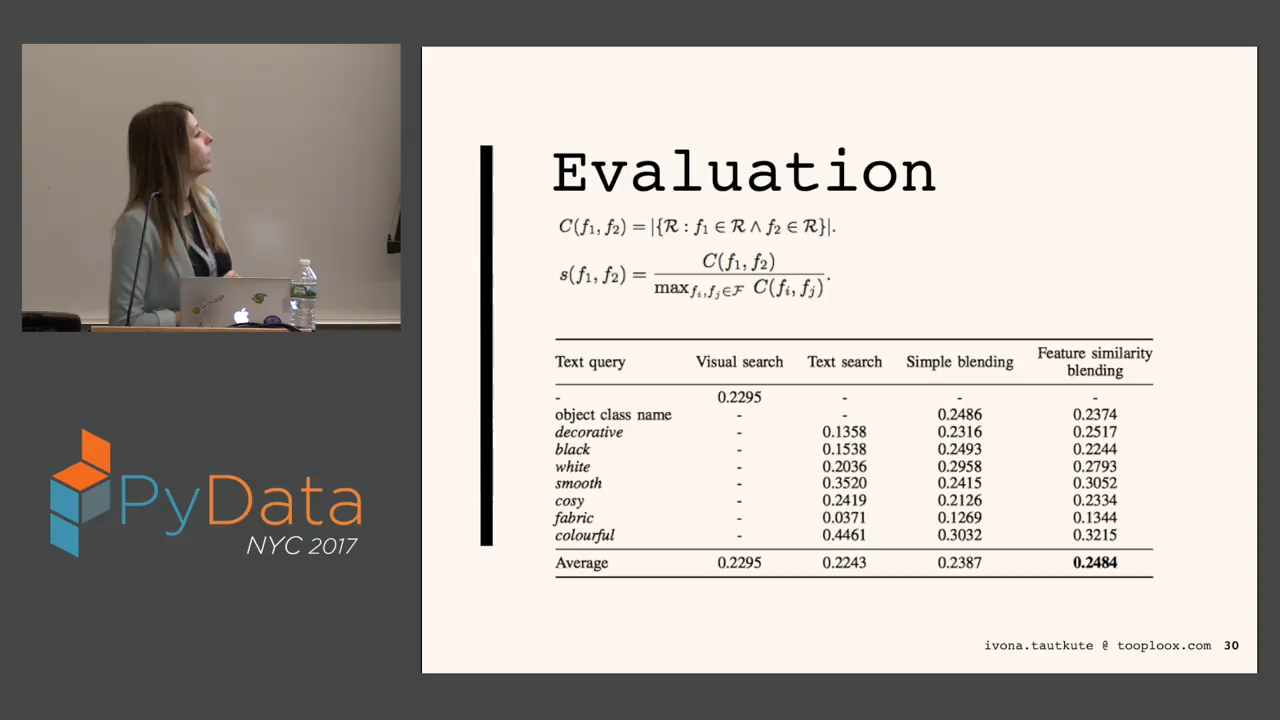 Evaluation
C(f₁, f₂) = |{ℛ : f₁ ∈ ℛ ∧ f₂ ∈ ℛ}|.
s(f₁, f₂) = C(f₁, f₂) / max_{fᵢ,fⱼ∈ℱ} C(fᵢ, fⱼ).
Text query Visual search Text search Simple blending Feature similarity blending
- 0.2295 - - -
object class name - - 0.2486 0.2374
decorative - 0.1358 0.2316 0.2517
black - 0.1538 0.2493 0.2244
white - 0.2036 0.2958 0.2793
smooth - 0.3520 0.2415 0.3052
cosy - 0.2419 0.2126 0.2334
fabric - 0.0371 0.1269 0.1344
colourful - 0.4461 0.3032 0.3215
Average 0.2295 0.2243 0.2387 0.2484
ivona.tautkute @ tooploox.com 30
PyData
NYC 2017